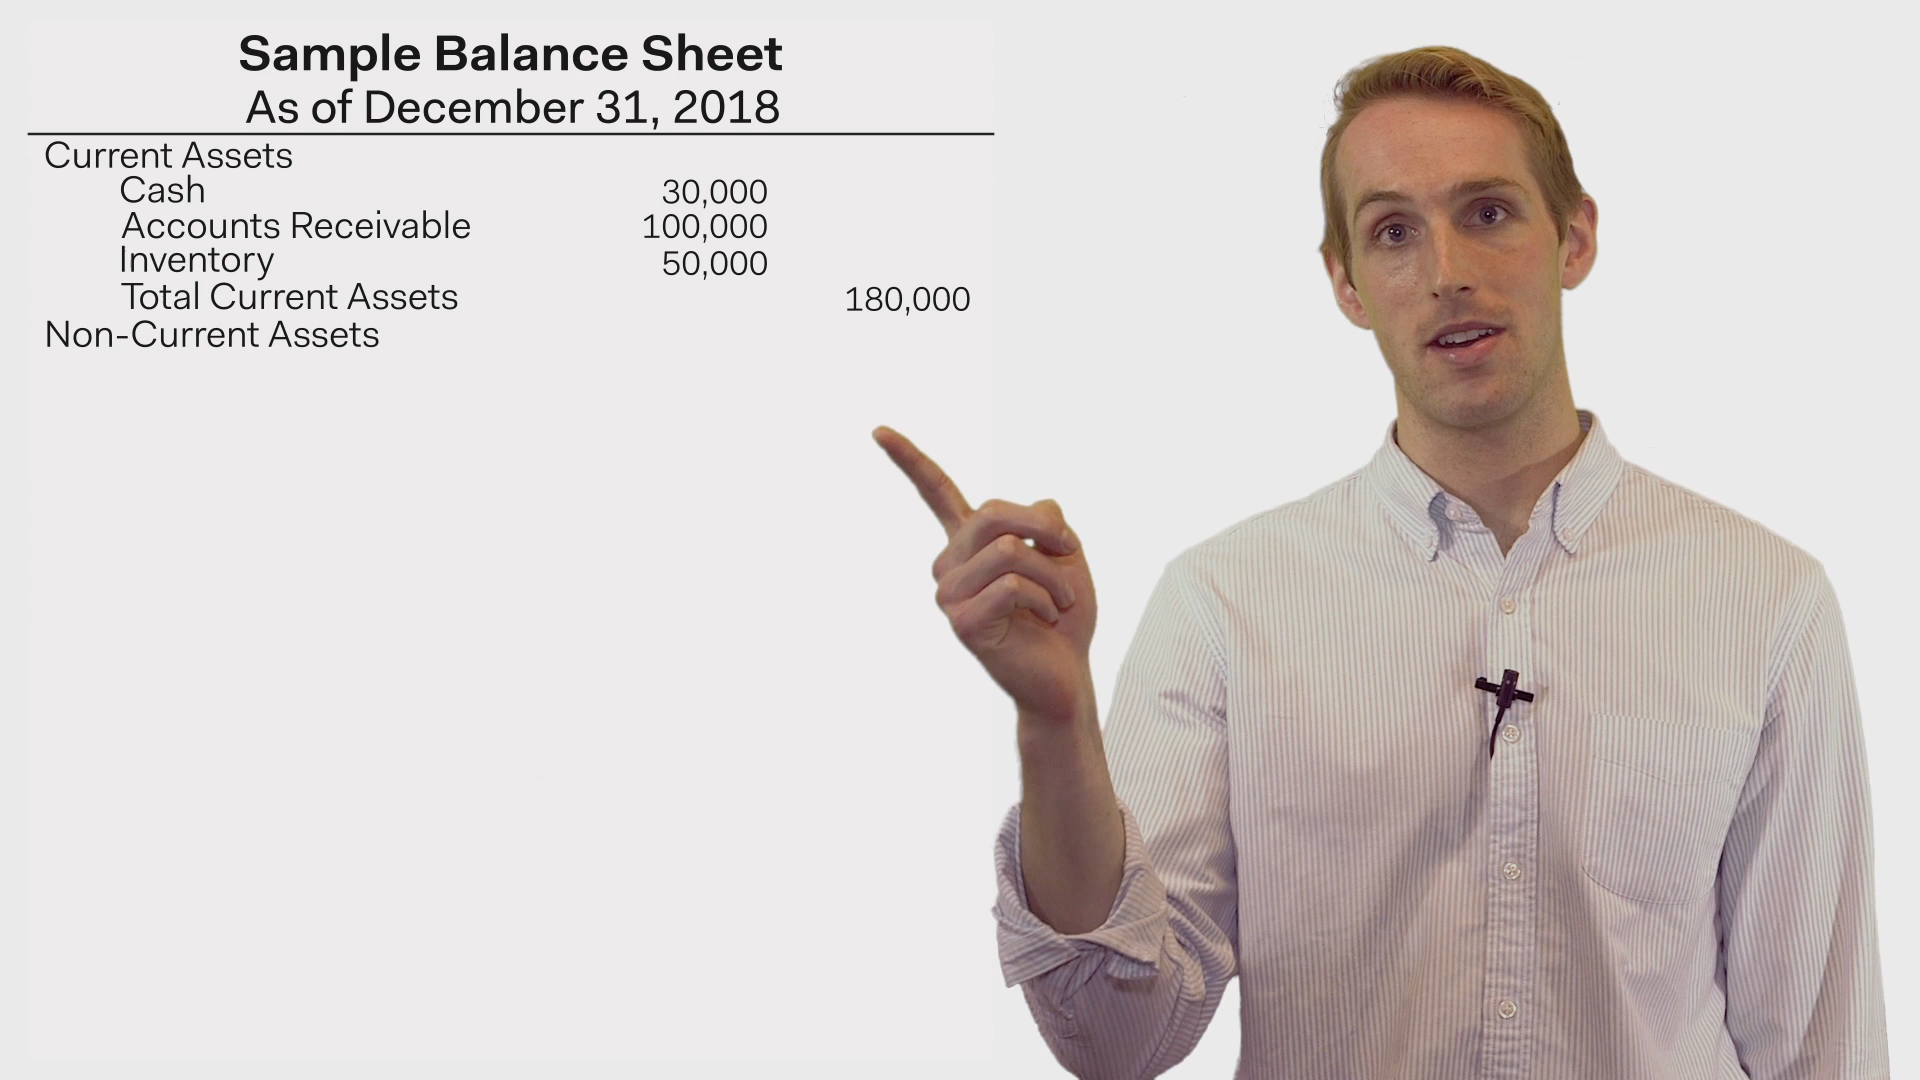 Sample Balance Sheet
As of December 31, 2018
Current Assets
Cash 30,000
Accounts Receivable 100,000
Inventory 50,000
Total Current Assets 180,000
Non-Current Assets